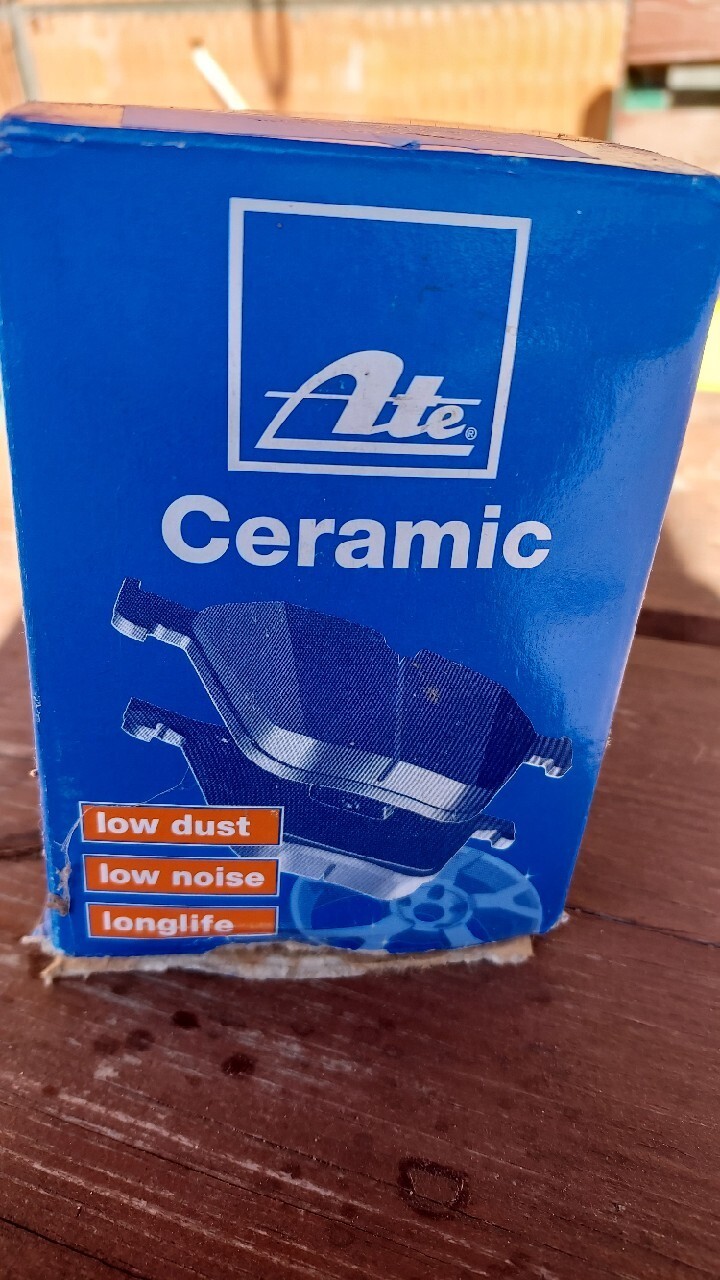 Ate®
Ceramic
low dust
low noise
longlife